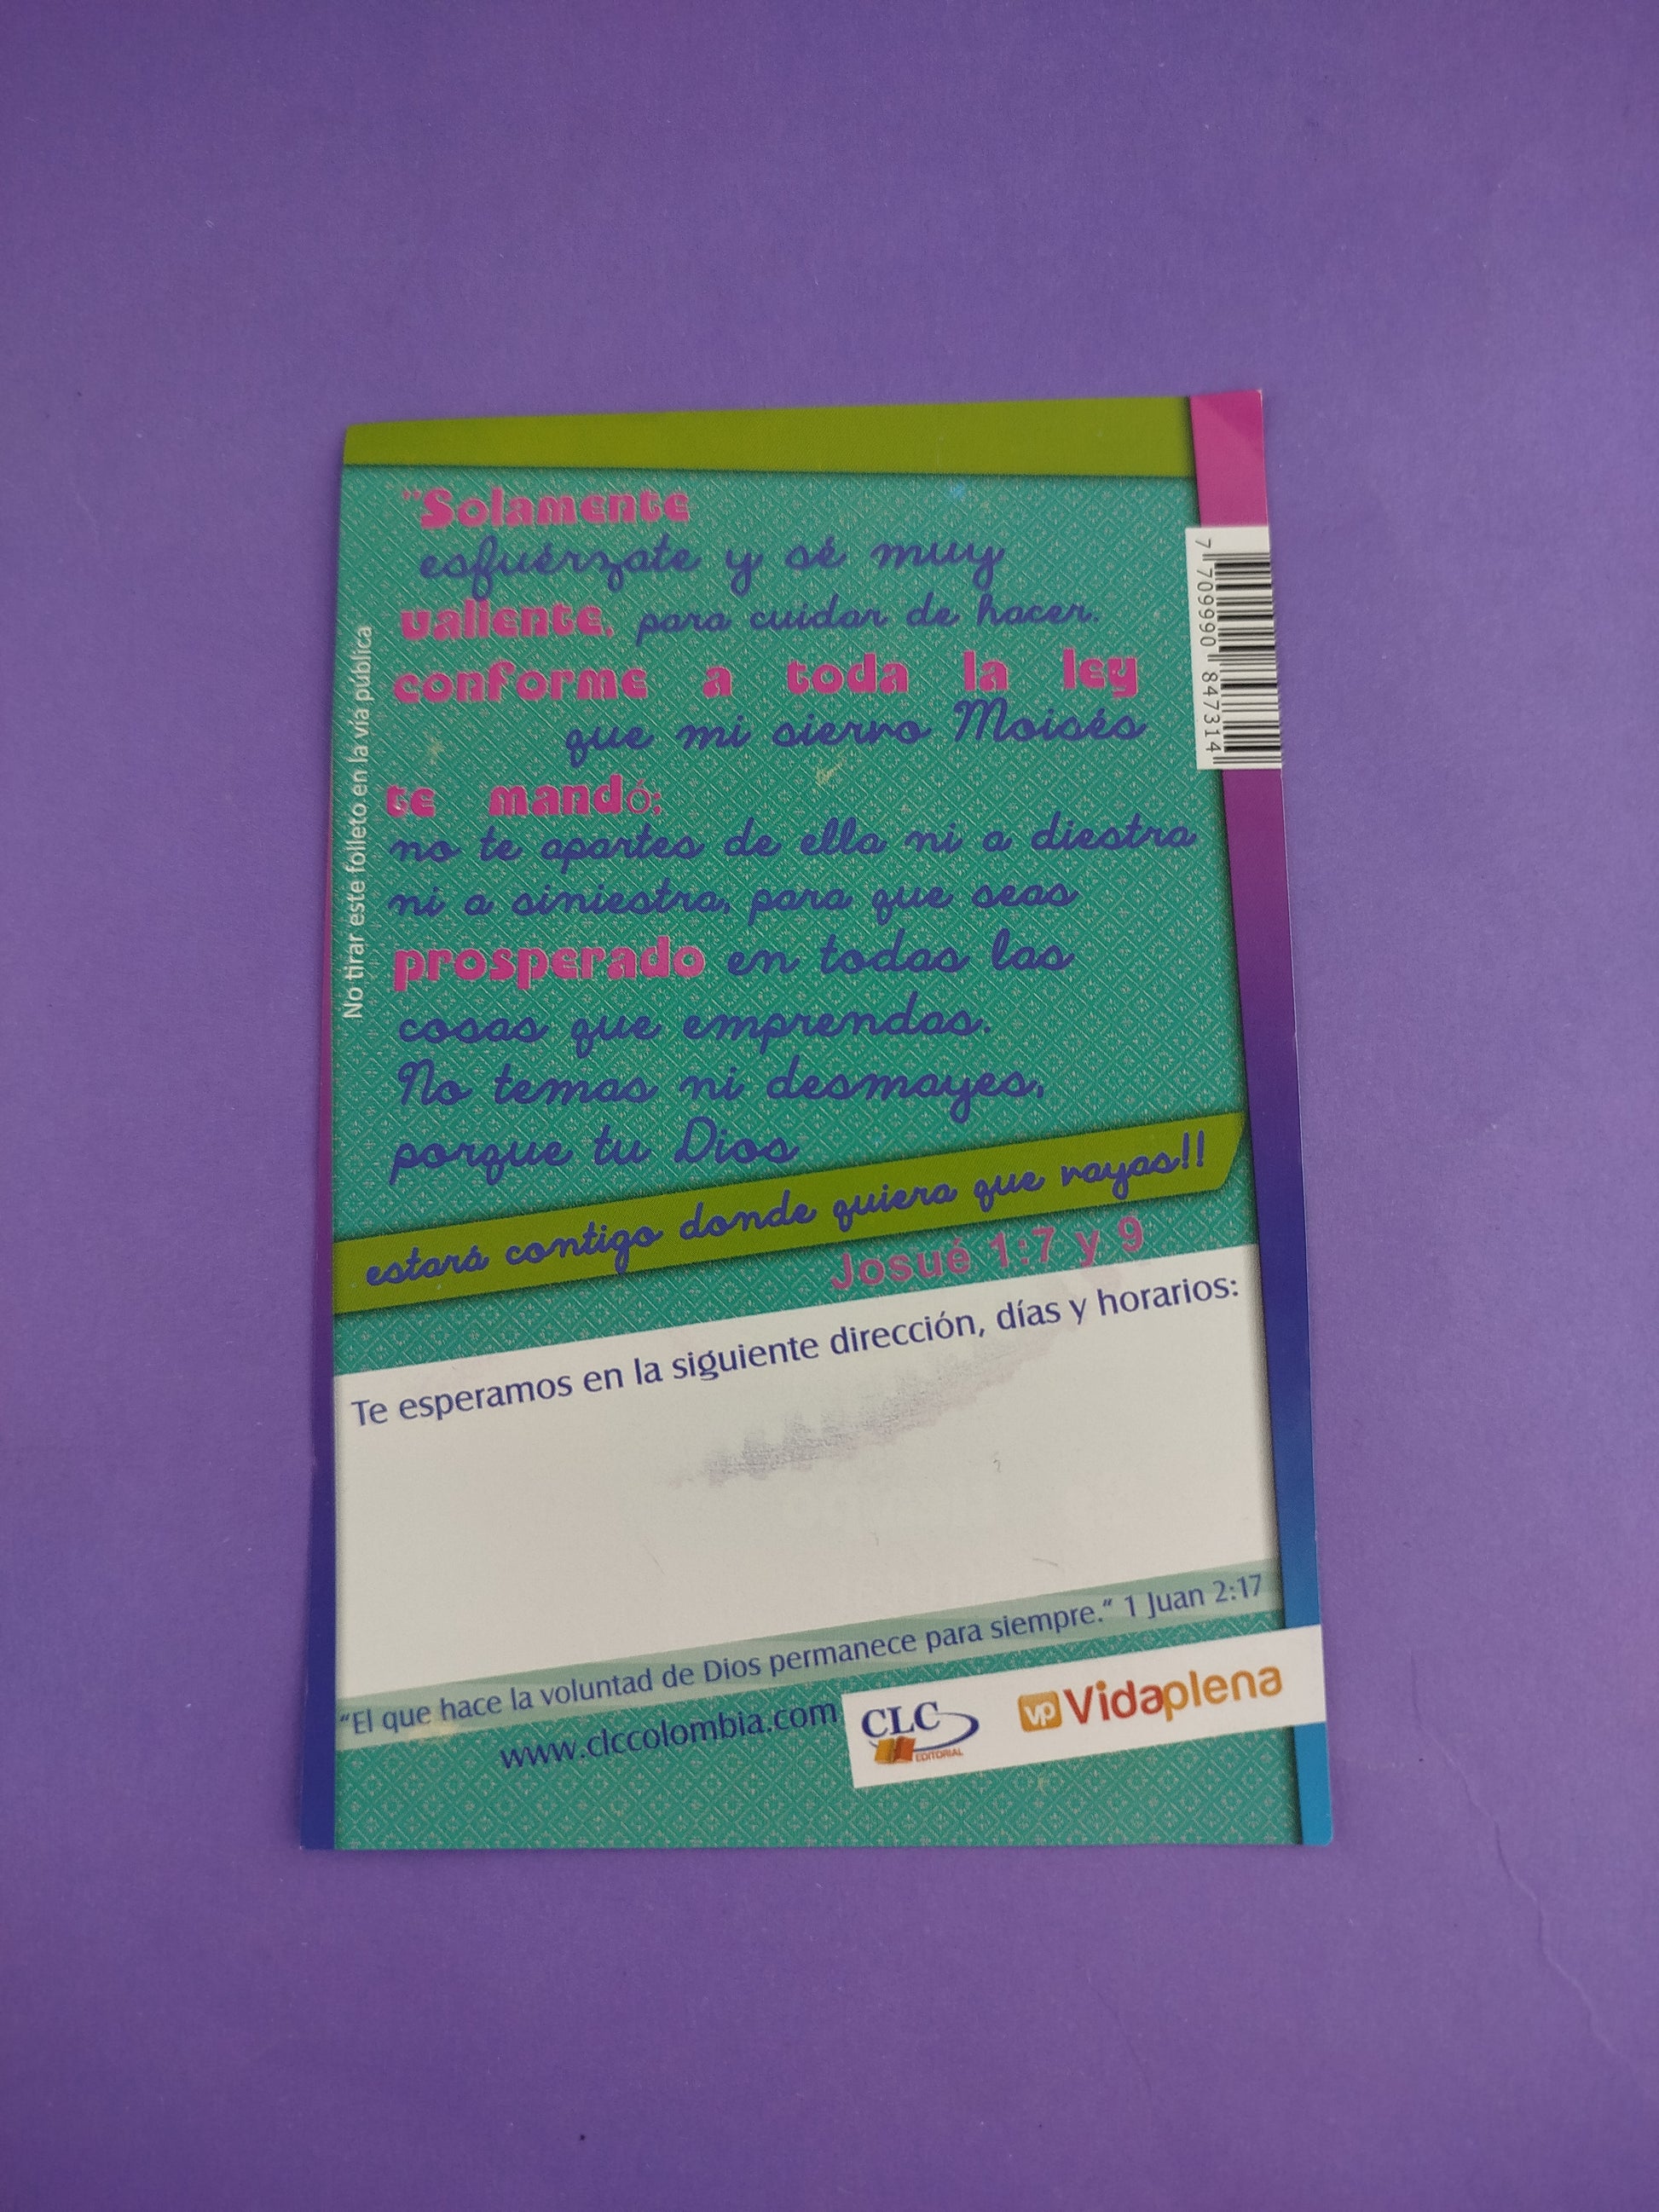 "Solamente
esfuérzate y sé muy
valiente, para cuidar de hacer.
conforme a toda la ley
que mi siervo Moisés
te mandó:
no te apartes de ella ni a diestra
ni a siniestra, para que seas
prosperado en todas las
cosas que emprendas.
No temas ni desmayes,
porque tu Dios
estará contigo donde quiera que vayas!!
Josué 1:7 y 9
Te esperamos en la siguiente dirección, días y horarios:
"El que hace la voluntad de Dios permanece para siempre." 1 Juan 2:17
www.clccolombia.com
CLC
EDITORIAL
vp Vidaplena
No tirar este folleto en la vía pública
7 709990 847314